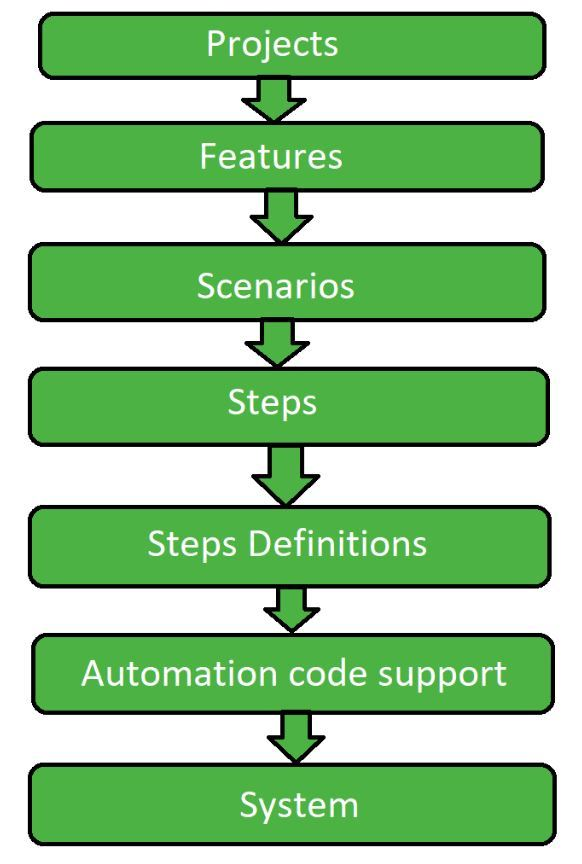 Projects
Features
Scenarios
Steps
Steps Definitions
Automation code support
System